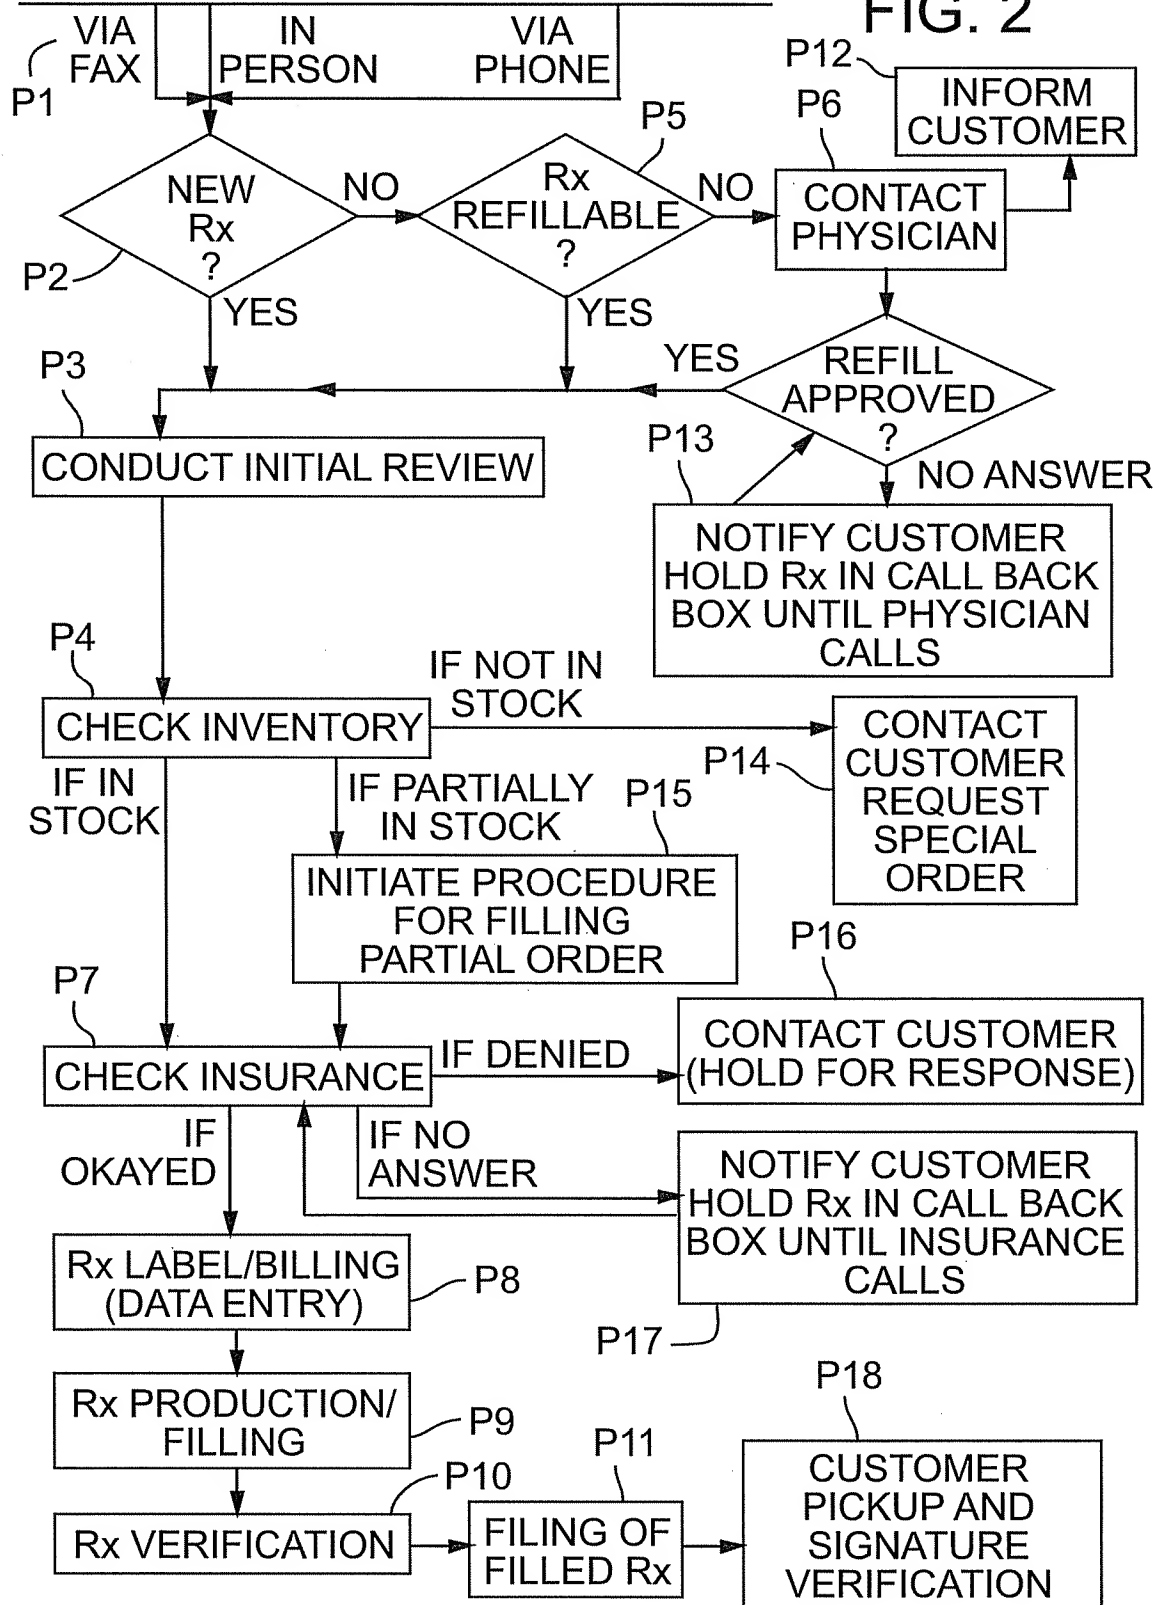 FIG. 2
VIA
FAX
IN
PERSON
VIA
PHONE
P1
P12
INFORM
CUSTOMER
P6
P5
NEW
Rx
?
NO
Rx
REFILLABLE
?
NO
CONTACT
PHYSICIAN
P2
YES
YES
P3
YES
REFILL
APPROVED
?
P13
NO ANSWER
CONDUCT INITIAL REVIEW
NOTIFY CUSTOMER
HOLD Rx IN CALL BACK
BOX UNTIL PHYSICIAN
CALLS
P4
IF NOT IN
STOCK
CHECK INVENTORY
CONTACT
CUSTOMER
REQUEST
SPECIAL
ORDER
P14
IF IN
STOCK
IF PARTIALLY
IN STOCK
P15
INITIATE PROCEDURE
FOR FILLING
PARTIAL ORDER
P16
P7
CONTACT CUSTOMER
(HOLD FOR RESPONSE)
CHECK INSURANCE
IF DENIED
IF
OKAYED
IF NO
ANSWER
NOTIFY CUSTOMER
HOLD Rx IN CALL BACK
BOX UNTIL INSURANCE
CALLS
Rx LABEL/BILLING
(DATA ENTRY)
P8
P17
P18
Rx PRODUCTION/
FILLING
P9
P11
P10
Rx VERIFICATION
FILING OF
FILLED Rx
CUSTOMER
PICKUP AND
SIGNATURE
VERIFICATION